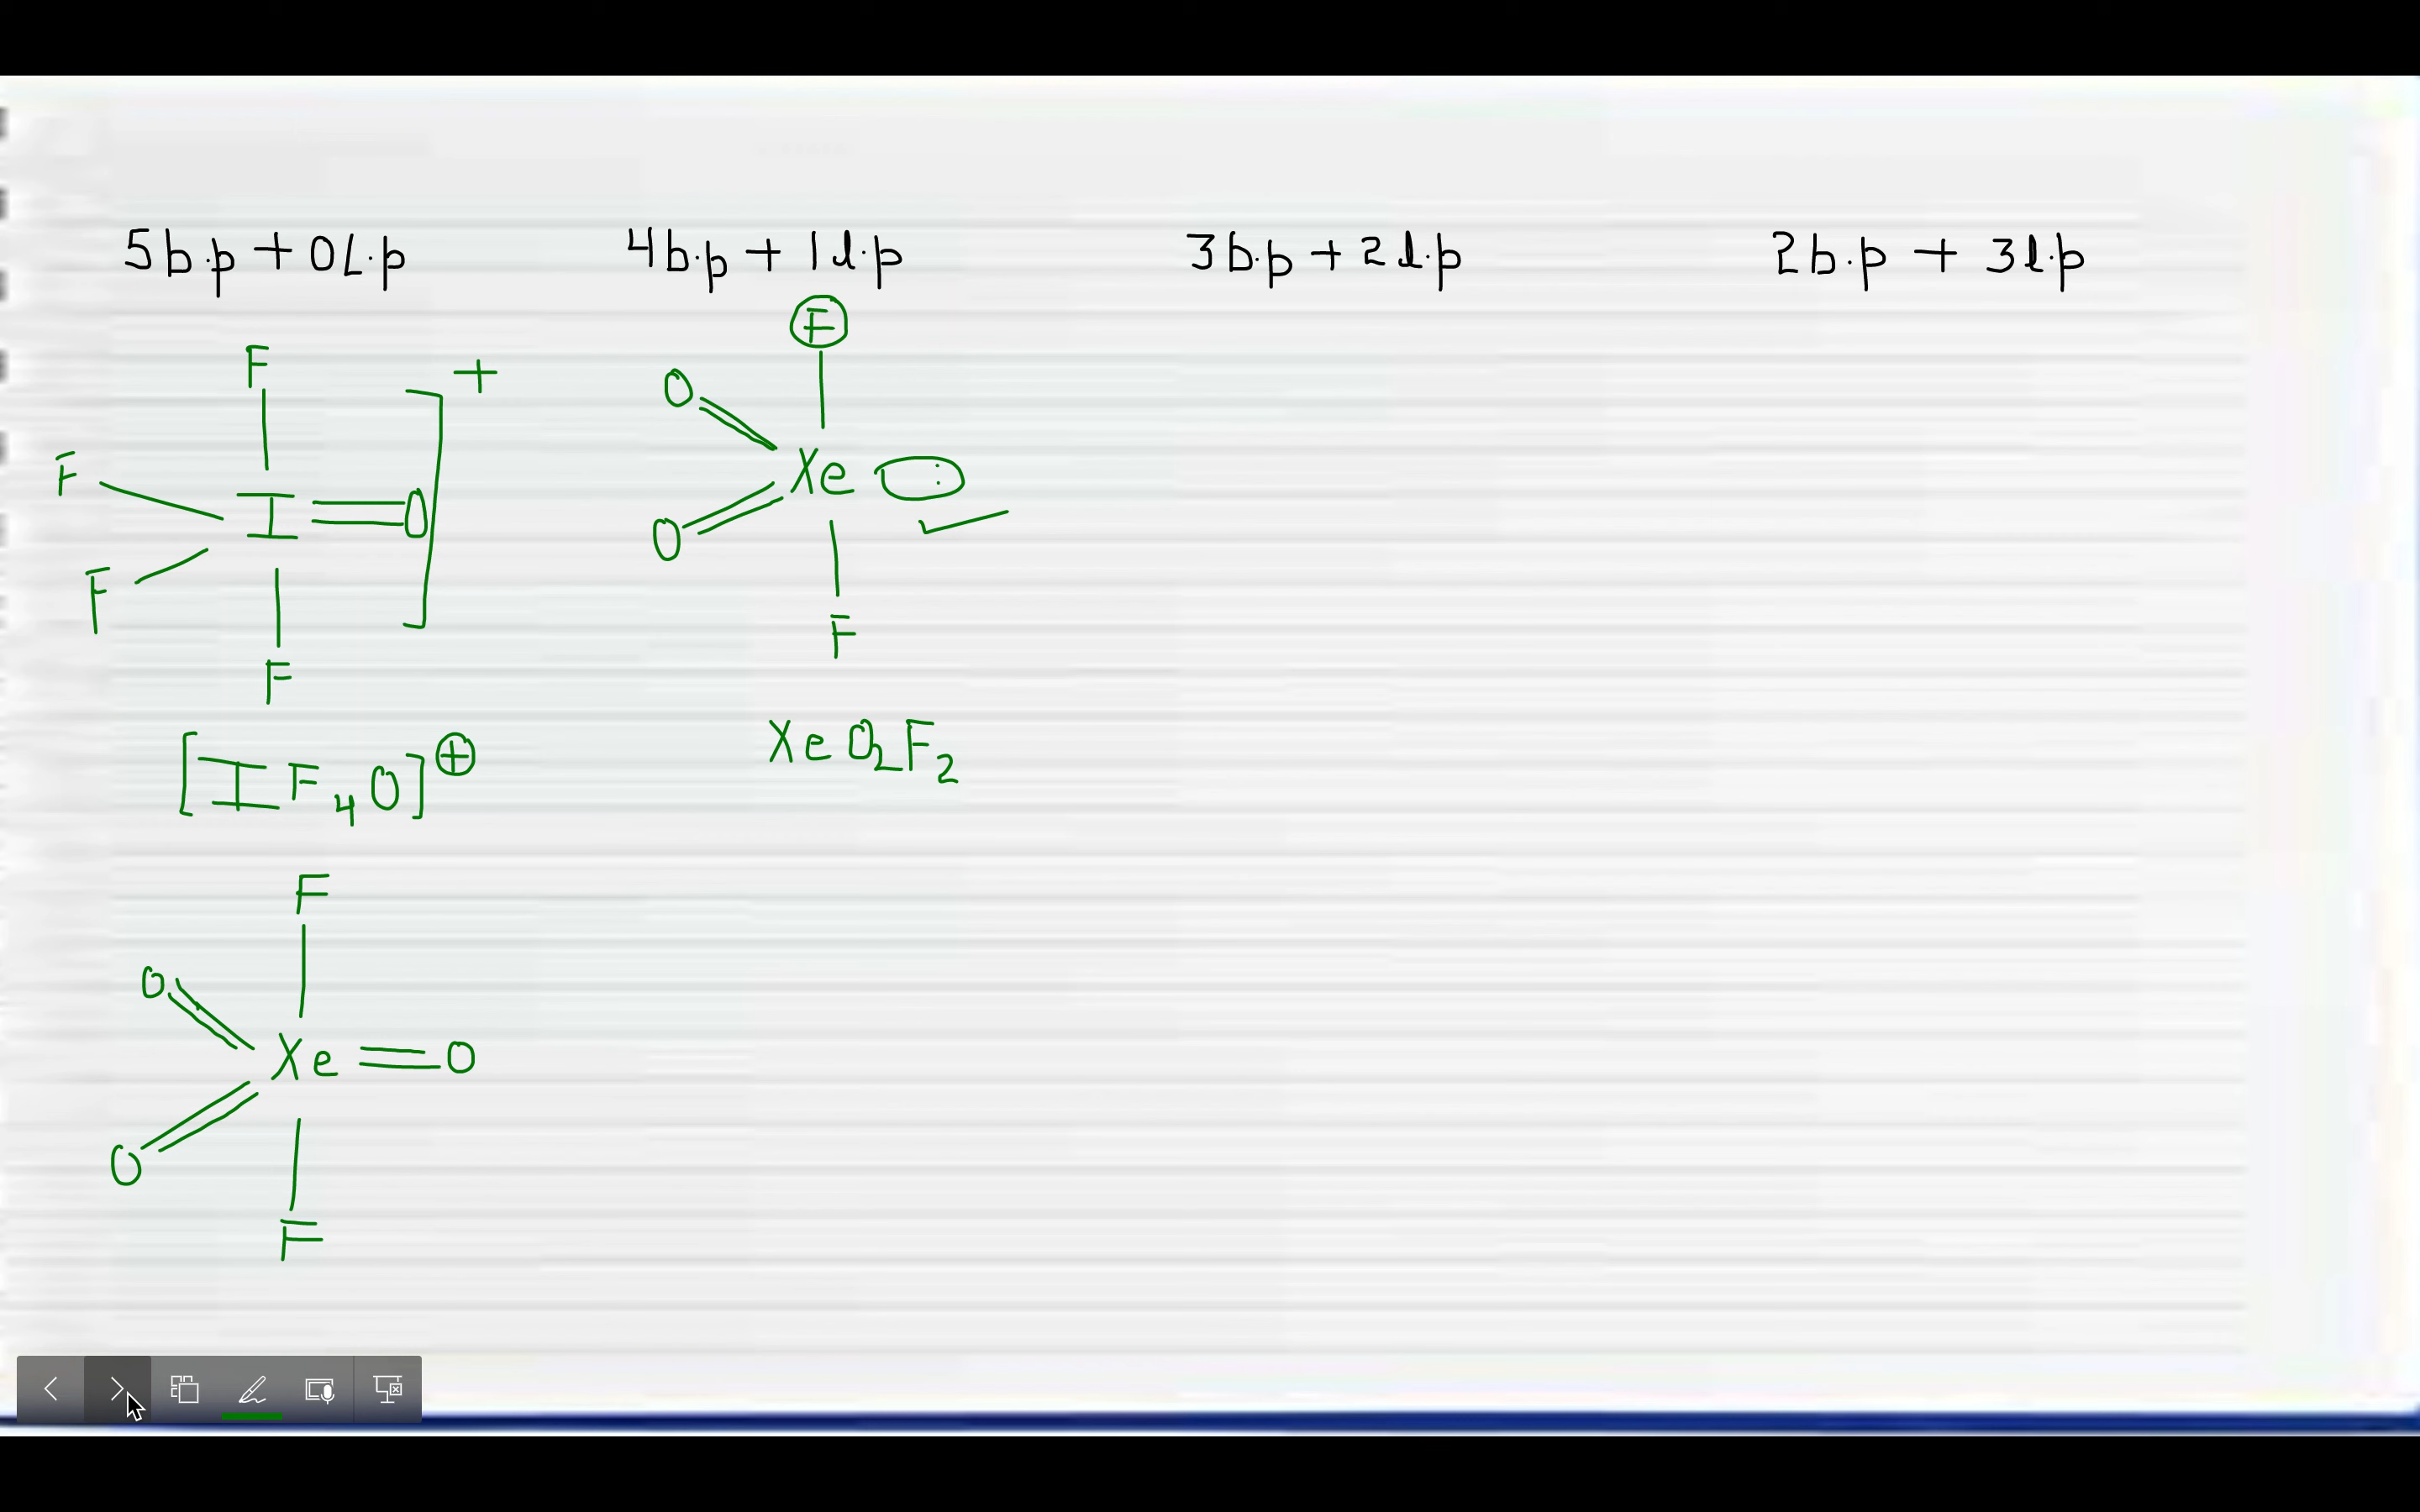 5b.p + 0L.p
4b.p + 1l.p
3b.p + 2l.p
2b.p + 3l.p
F
F
F
I
O
F
+
[IF4O]⊕
F
O
O
Xe
:
F
XeO2F2
F
O
Xe
O
O
F